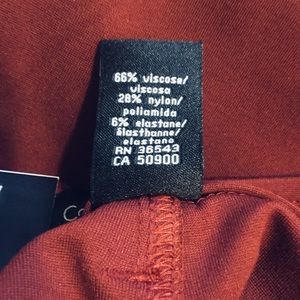 66% viscose/
viscosa
28% nylon/
poliamida
6% elastane/
élasthanne/
elastano
RN 36543
CA 50900